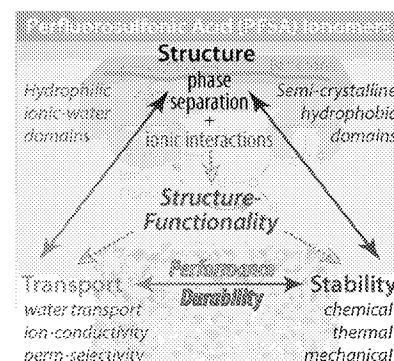 Perfluorosulfonic Acid (PFSA) Ionomers
Structure
Hydrophilic
ionic-water
domains
phase
separation
+
ionic interactions
Semi-crystalline
hydrophobic
domains
Structure-
Functionality
Transport
water transport
ion-conductivity
perm-selectivity
Performance
Durability
Stability
chemical
thermal
mechanical